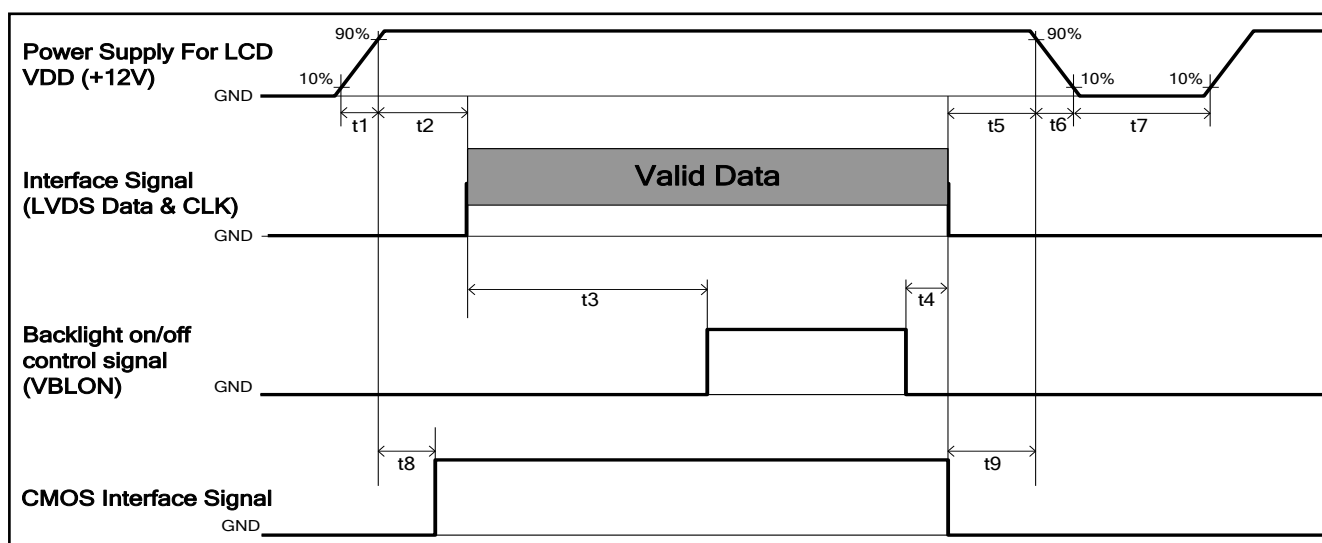 Power Supply For LCD
VDD (+12V)
90%
90%
10%
10%
10%
GND
t1
t2
t5
t6
t7
Interface Signal
(LVDS Data & CLK)
Valid Data
GND
t3
t4
Backlight on/off
control signal
(VBLON)
GND
t8
t9
CMOS Interface Signal
GND